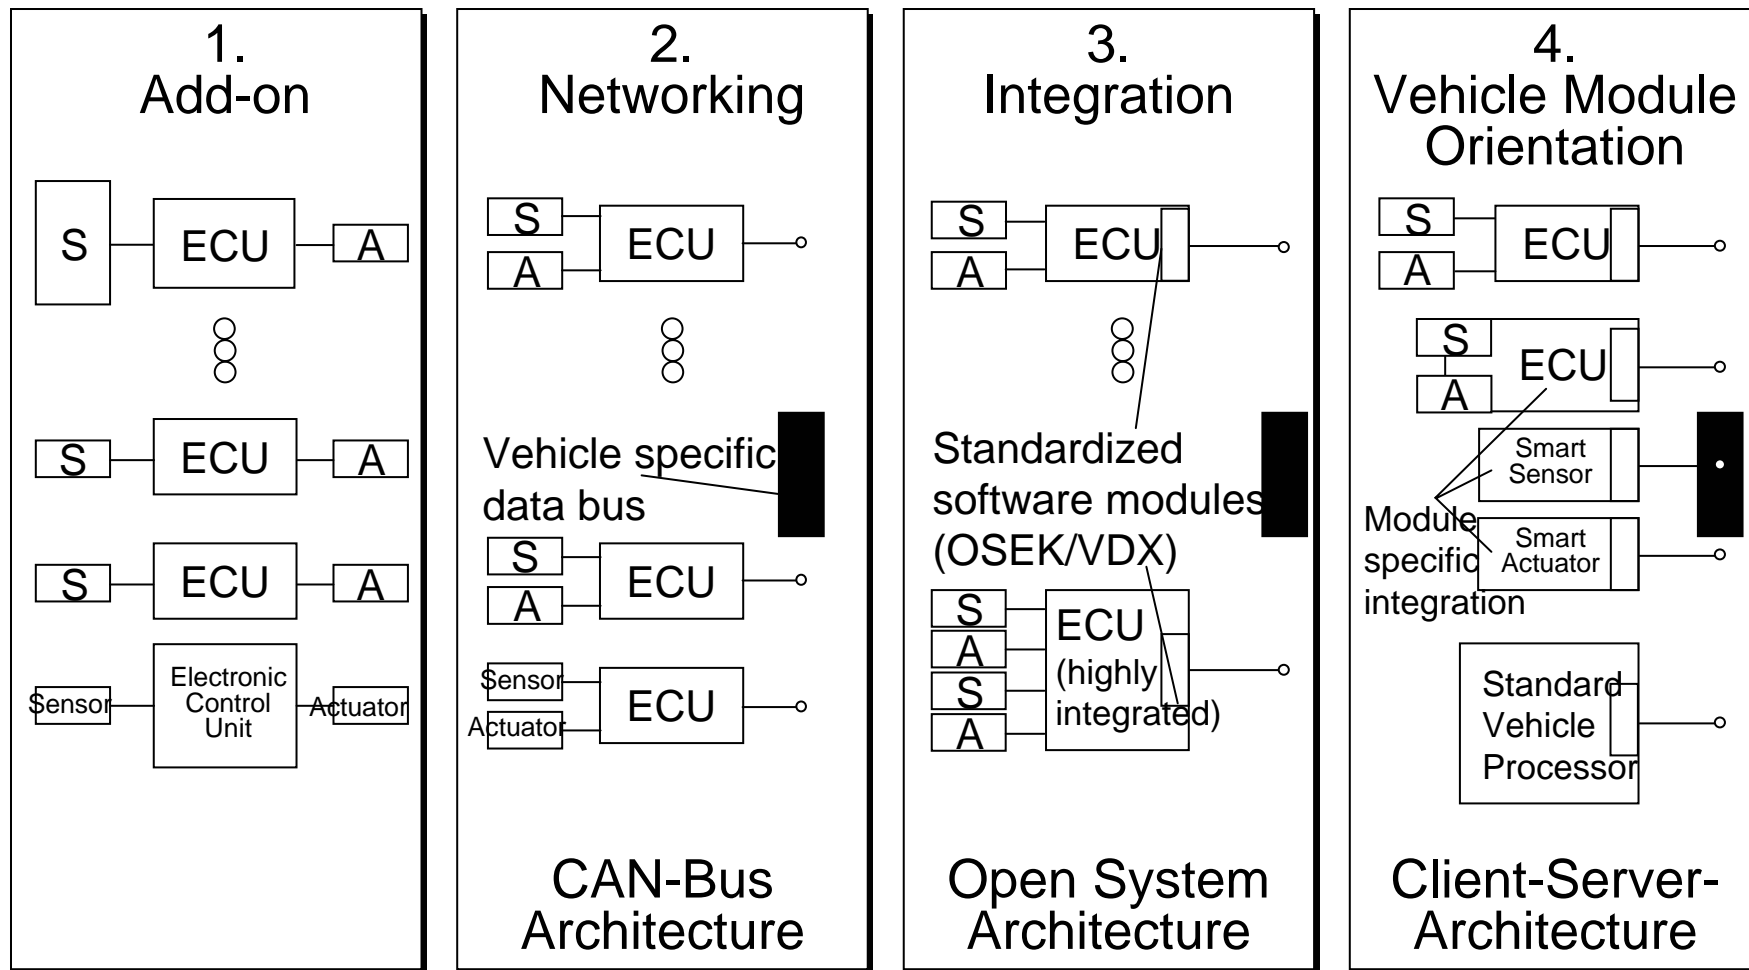 1.
Add-on
S ECU A
S ECU A
S ECU A
Sensor
Electronic
Control
Unit
Actuator
2.
Networking
S
A
ECU
Vehicle specific
data bus
S
A
ECU
Sensor
Actuator
ECU
CAN-Bus
Architecture
3.
Integration
S
A
ECU
Standardized
software modules
(OSEK/VDX)
S
A
S
A
ECU
(highly
integrated)
Open System
Architecture
4.
Vehicle Module
Orientation
S
A
ECU
S
A
ECU
Smart
Sensor
Smart
Actuator
Module
specific
integration
Standard
Vehicle
Processor
Client-Server-
Architecture